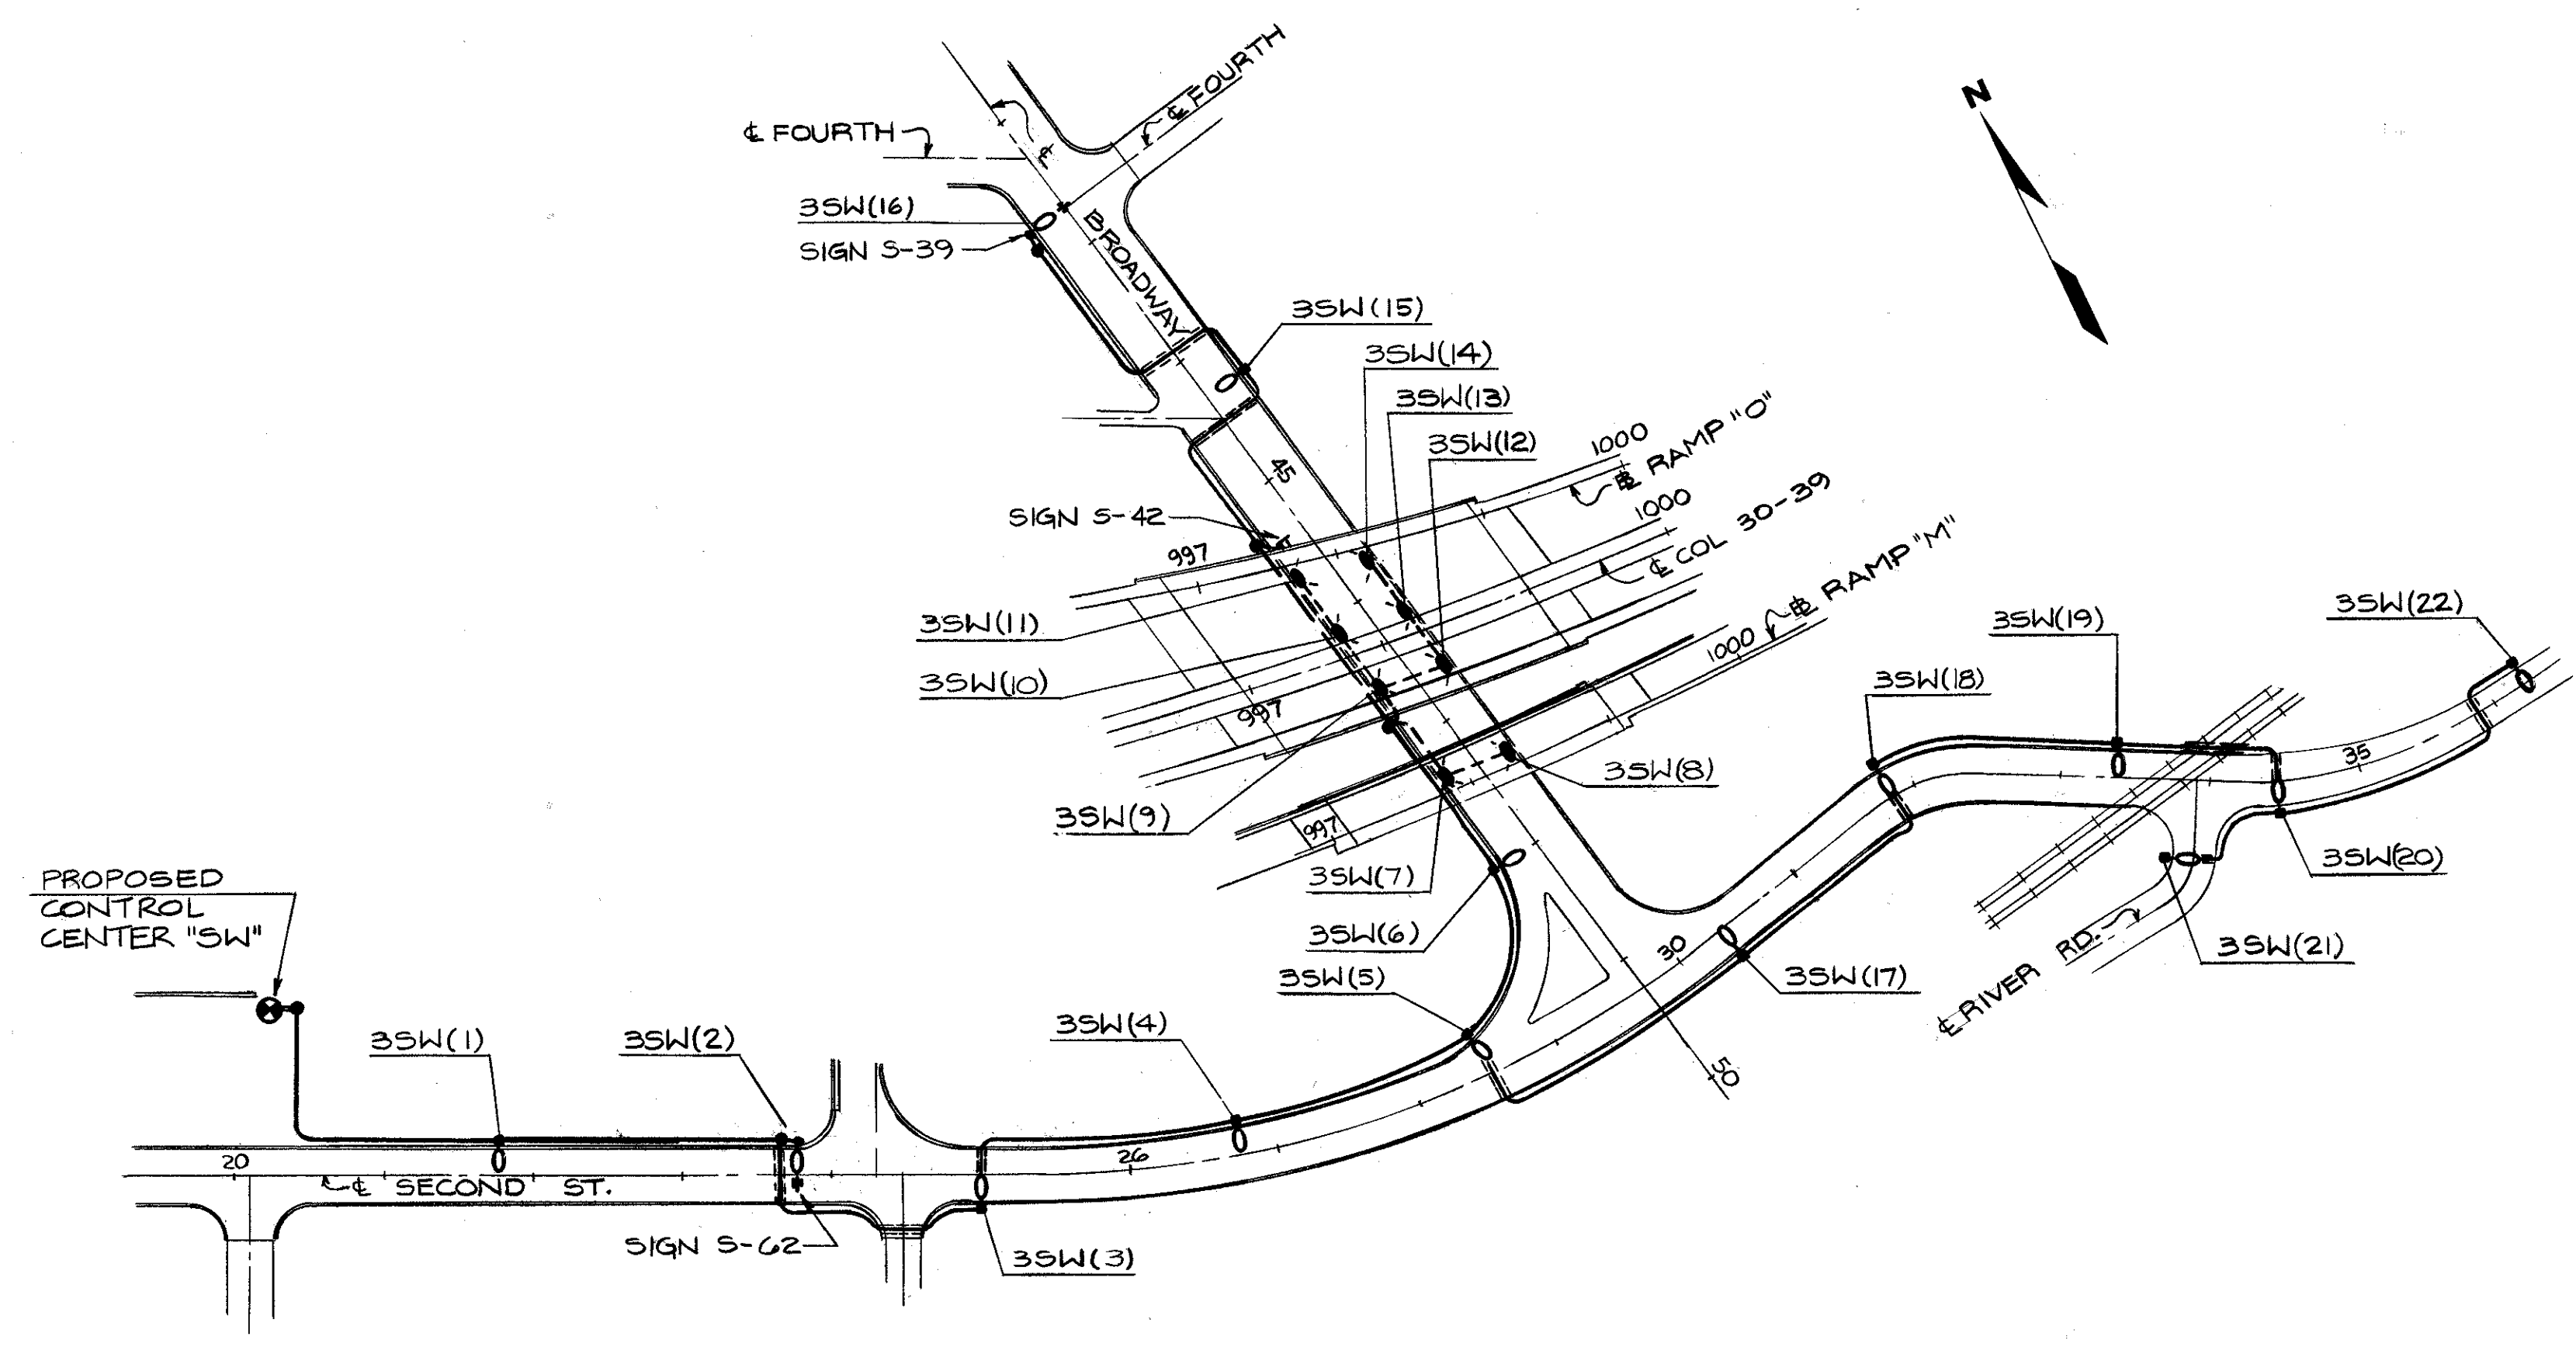 N
℄ FOURTH
℄ FOURTH
℄
3SW(16)
SIGN S-39
BROADWAY
3SW(15)
3SW(14)
3SW(13)
3SW(12)
1000
℄ RAMP "O"
45
1000
℄ COL 30-39
SIGN S-42
997
℄ RAMP "M"
1000
3SW(11)
3SW(10)
997
3SW(22)
3SW(19)
3SW(18)
35
3SW(9)
997
3SW(8)
3SW(7)
3SW(20)
3SW(6)
30
3SW(21)
℄ RIVER RD.
3SW(17)
3SW(5)
PROPOSED
CONTROL
CENTER "SW"
3SW(1)
3SW(2)
3SW(4)
50
20
26
℄ SECOND ST.
SIGN S-62
3SW(3)